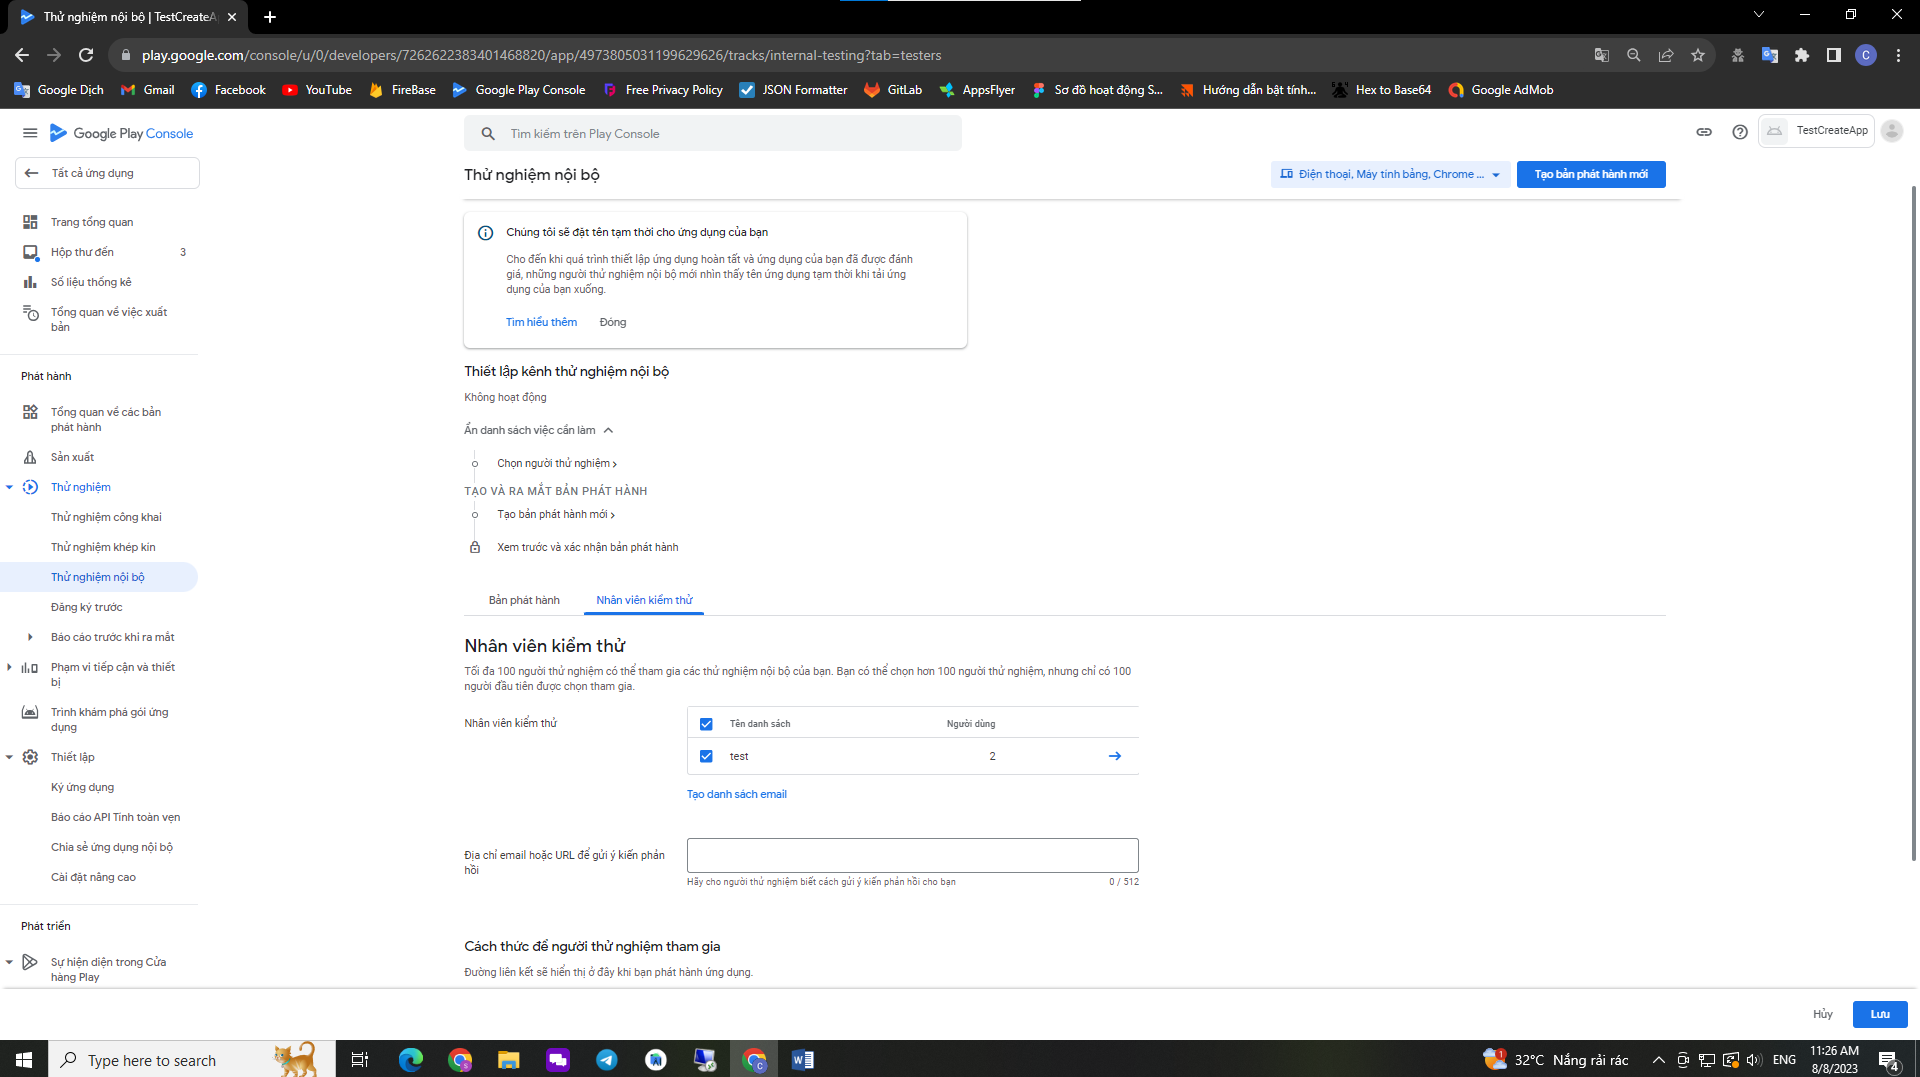 Thử nghiệm nội bộ | TestCreateA
play.google.com/console/u/0/developers/7262622383401468820/app/4973805031199629626/tracks/internal-testing?tab=testers
C
Google Dịch
Gmail
Facebook
YouTube
FireBase
Google Play Console
Free Privacy Policy
JSON Formatter
GitLab
AppsFlyer
Sơ đồ hoạt động S...
Hướng dẫn bật tính...
Hex to Base64
Google AdMob
Google Play Console
Tìm kiếm trên Play Console
TestCreateApp
Tất cả ứng dụng
Thử nghiệm nội bộ
Điện thoại, Máy tính bảng, Chrome ...
Tạo bản phát hành mới
Trang tổng quan
Hộp thư đến 3
Số liệu thống kê
Tổng quan về việc xuất
bản
Phát hành
Tổng quan về các bản
phát hành
Sản xuất
Thử nghiệm
Thử nghiệm công khai
Thử nghiệm khép kín
Thử nghiệm nội bộ
Đăng ký trước
Báo cáo trước khi ra mắt
Phạm vi tiếp cận và thiết
bị
Trình khám phá gói ứng
dụng
Thiết lập
Ký ứng dụng
Báo cáo API Tính toàn vẹn
Chia sẻ ứng dụng nội bộ
Cài đặt nâng cao
Phát triển
Sự hiện diện trong Cửa
hàng Play
Chúng tôi sẽ đặt tên tạm thời cho ứng dụng của bạn
Cho đến khi quá trình thiết lập ứng dụng hoàn tất và ứng dụng của bạn đã được đánh
giá, những người thử nghiệm nội bộ mới nhìn thấy tên ứng dụng tạm thời khi tải ứng
dụng của bạn xuống.
Tìm hiểu thêm Đóng
Thiết lập kênh thử nghiệm nội bộ
Không hoạt động
Ẩn danh sách việc cần làm
Chọn người thử nghiệm
TẠO VÀ RA MẮT BẢN PHÁT HÀNH
Tạo bản phát hành mới
Xem trước và xác nhận bản phát hành
Bản phát hành Nhân viên kiểm thử
Nhân viên kiểm thử
Tối đa 100 người thử nghiệm có thể tham gia các thử nghiệm nội bộ của bạn. Bạn có thể chọn hơn 100 người thử nghiệm, nhưng chỉ có 100
người đầu tiên được chọn tham gia.
Nhân viên kiểm thử
Tên danh sách Người dùng
test 2
Tạo danh sách email
Địa chỉ email hoặc URL để gửi ý kiến phản
hồi
Hãy cho người thử nghiệm biết cách gửi ý kiến phản hồi cho bạn 0 / 512
Cách thức để người thử nghiệm tham gia
Đường liên kết sẽ hiển thị ở đây khi bạn phát hành ứng dụng.
Hủy Lưu
Type here to search
1
32°C Nắng rải rác
ENG
11:26 AM
8/8/2023
4